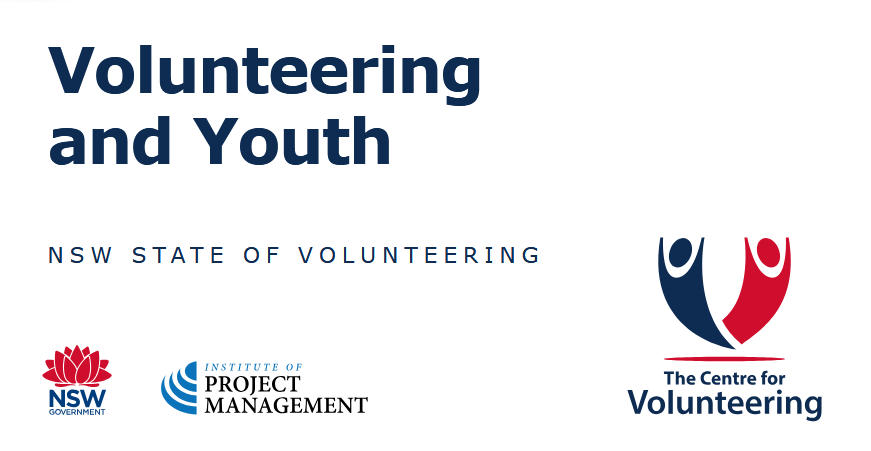 Volunteering
and Youth
NSW STATE OF VOLUNTEERING
NSW
GOVERNMENT
INSTITUTE OF
PROJECT
MANAGEMENT
The Centre for
Volunteering